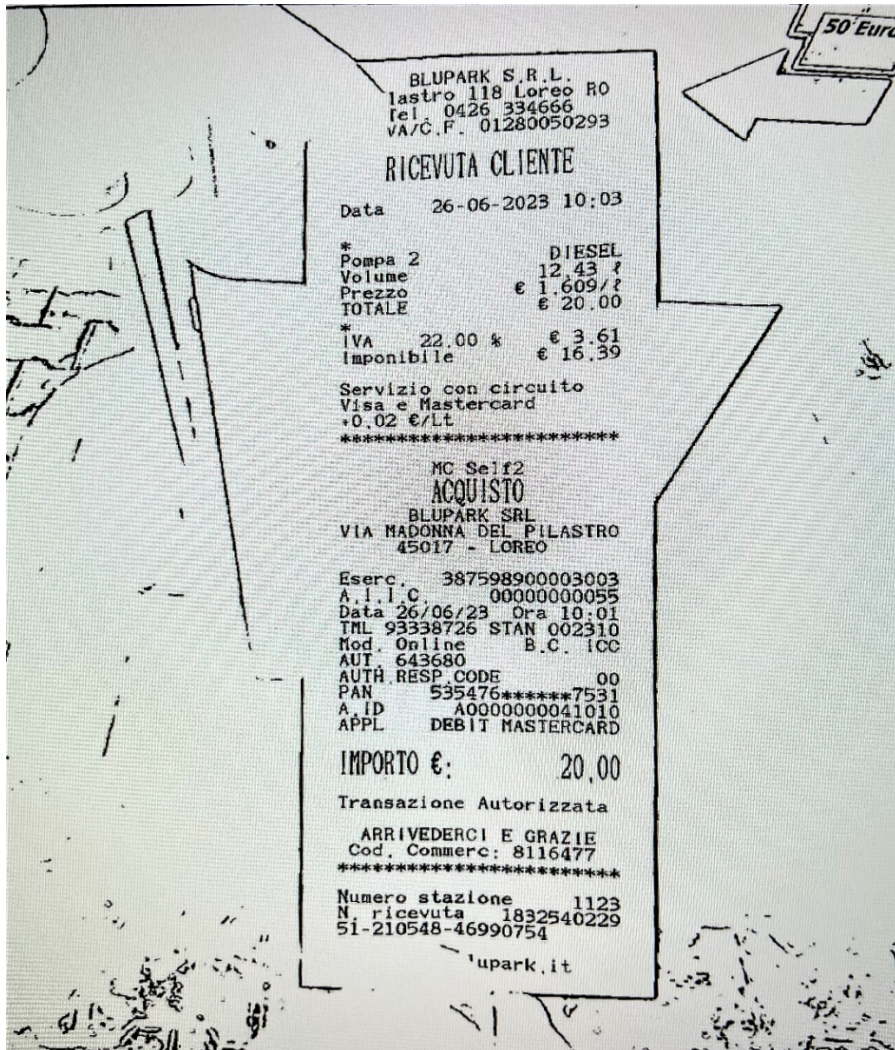 50 Euro
BLUPARK S.R.L.
lastro 118 Loreo RO
Tel. 0426 334666
VA/C.F. 01280050293
RICEVUTA CLIENTE
Data 26-06-2023 10:03
*
Pompa 2 DIESEL
Volume 12.43 ℓ
Prezzo € 1.609/ℓ
TOTALE € 20.00
*
IVA 22.00 % € 3.61
Imponibile € 16.39
Servizio con circuito
Visa e Mastercard
+0.02 €/Lt
*************************
MC Self2
ACQUISTO
BLUPARK SRL
VIA MADONNA DEL PILASTRO
45017 - LOREO
Eserc. 387598900003003
A.I.I.C. 00000000055
Data 26/06/23 Ora 10:01
TML 93338726 STAN 002310
Mod. Online B.C. ICC
AUT. 643680
AUTH.RESP.CODE 00
PAN 535476******7531
A.ID A0000000041010
APPL DEBIT MASTERCARD
IMPORTO €: 20,00
Transazione Autorizzata
ARRIVEDERCI E GRAZIE
Cod. Commerc: 8116477
*************************
Numero stazione 1123
N. ricevuta 1832540229
51-210548-46990754
upark.it